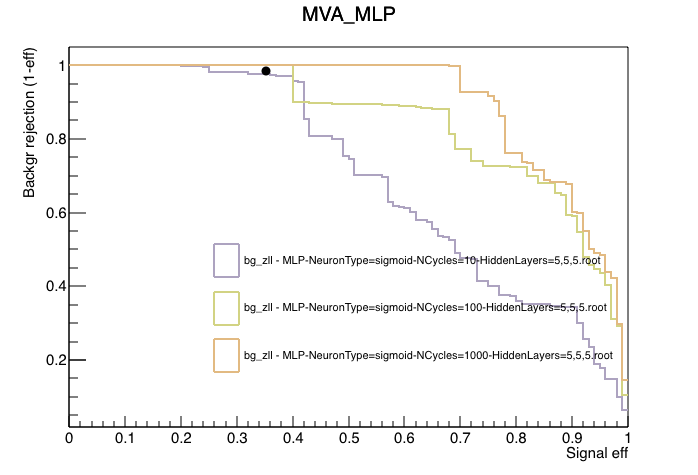 MVA_MLP
Backgr rejection (1-eff)
1
0.8
0.6
0.4
0.2
bg_zll - MLP-NeuronType=sigmoid-NCycles=10-HiddenLayers=5,5,5.root
bg_zll - MLP-NeuronType=sigmoid-NCycles=100-HiddenLayers=5,5,5.root
bg_zll - MLP-NeuronType=sigmoid-NCycles=1000-HiddenLayers=5,5,5.root
0 0.1 0.2 0.3 0.4 0.5 0.6 0.7 0.8 0.9 1
Signal eff